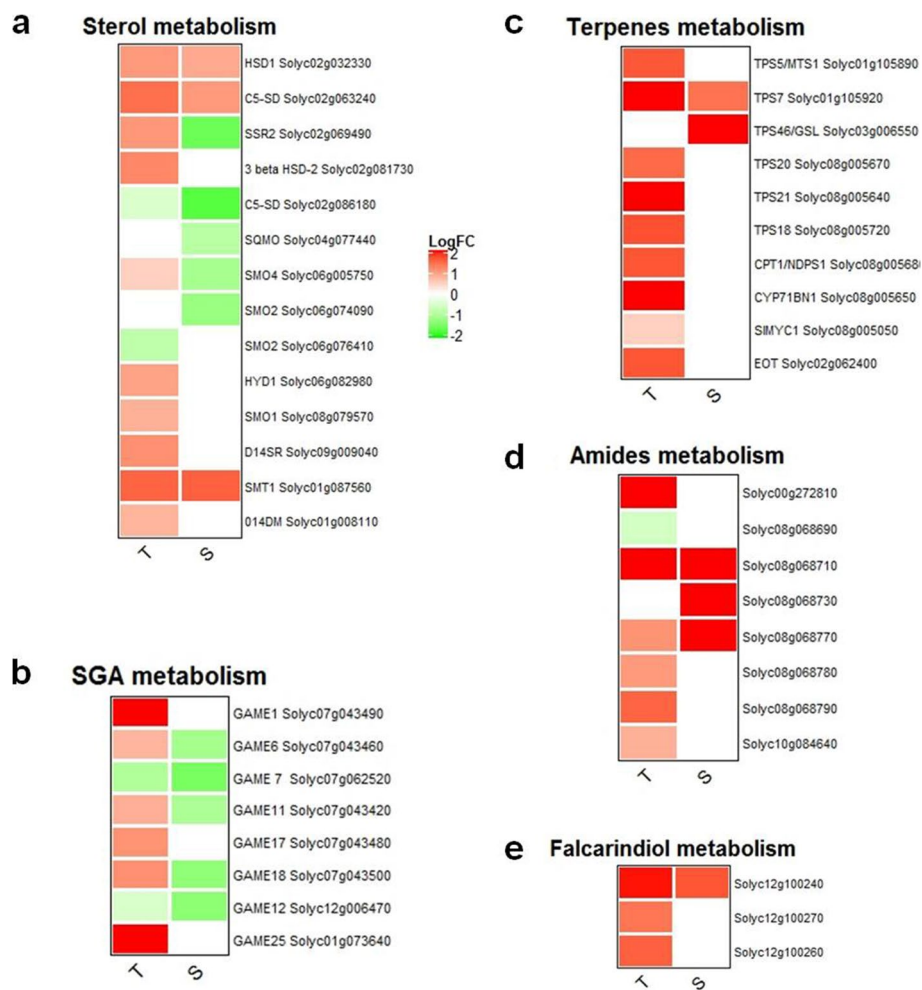 a
Sterol metabolism
HSD1 Solyc02g032330
C5-SD Solyc02g063240
SSR2 Solyc02g069490
3 beta HSD-2 Solyc02g081730
C5-SD Solyc02g086180
SQMO Solyc04g077440
SMO4 Solyc06g005750
SMO2 Solyc06g074090
SMO2 Solyc06g076410
HYD1 Solyc06g082980
SMO1 Solyc08g079570
D14SR Solyc09g009040
SMT1 Solyc01g087560
014DM Solyc01g008110
T S
LogFC
2
1
0
-1
-2
b
SGA metabolism
GAME1 Solyc07g043490
GAME6 Solyc07g043460
GAME 7 Solyc07g062520
GAME11 Solyc07g043420
GAME17 Solyc07g043480
GAME18 Solyc07g043500
GAME12 Solyc12g006470
GAME25 Solyc01g073640
T S
c
Terpenes metabolism
TPS5/MTS1 Solyc01g105890
TPS7 Solyc01g105920
TPS46/GSL Solyc03g006550
TPS20 Solyc08g005670
TPS21 Solyc08g005640
TPS18 Solyc08g005720
CPT1/NDPS1 Solyc08g00568
CYP71BN1 Solyc08g005650
SlMYC1 Solyc08g005050
EOT Solyc02g062400
T S
d
Amides metabolism
Solyc00g272810
Solyc08g068690
Solyc08g068710
Solyc08g068730
Solyc08g068770
Solyc08g068780
Solyc08g068790
Solyc10g084640
T S
e
Falcarindiol metabolism
Solyc12g100240
Solyc12g100270
Solyc12g100260
T S